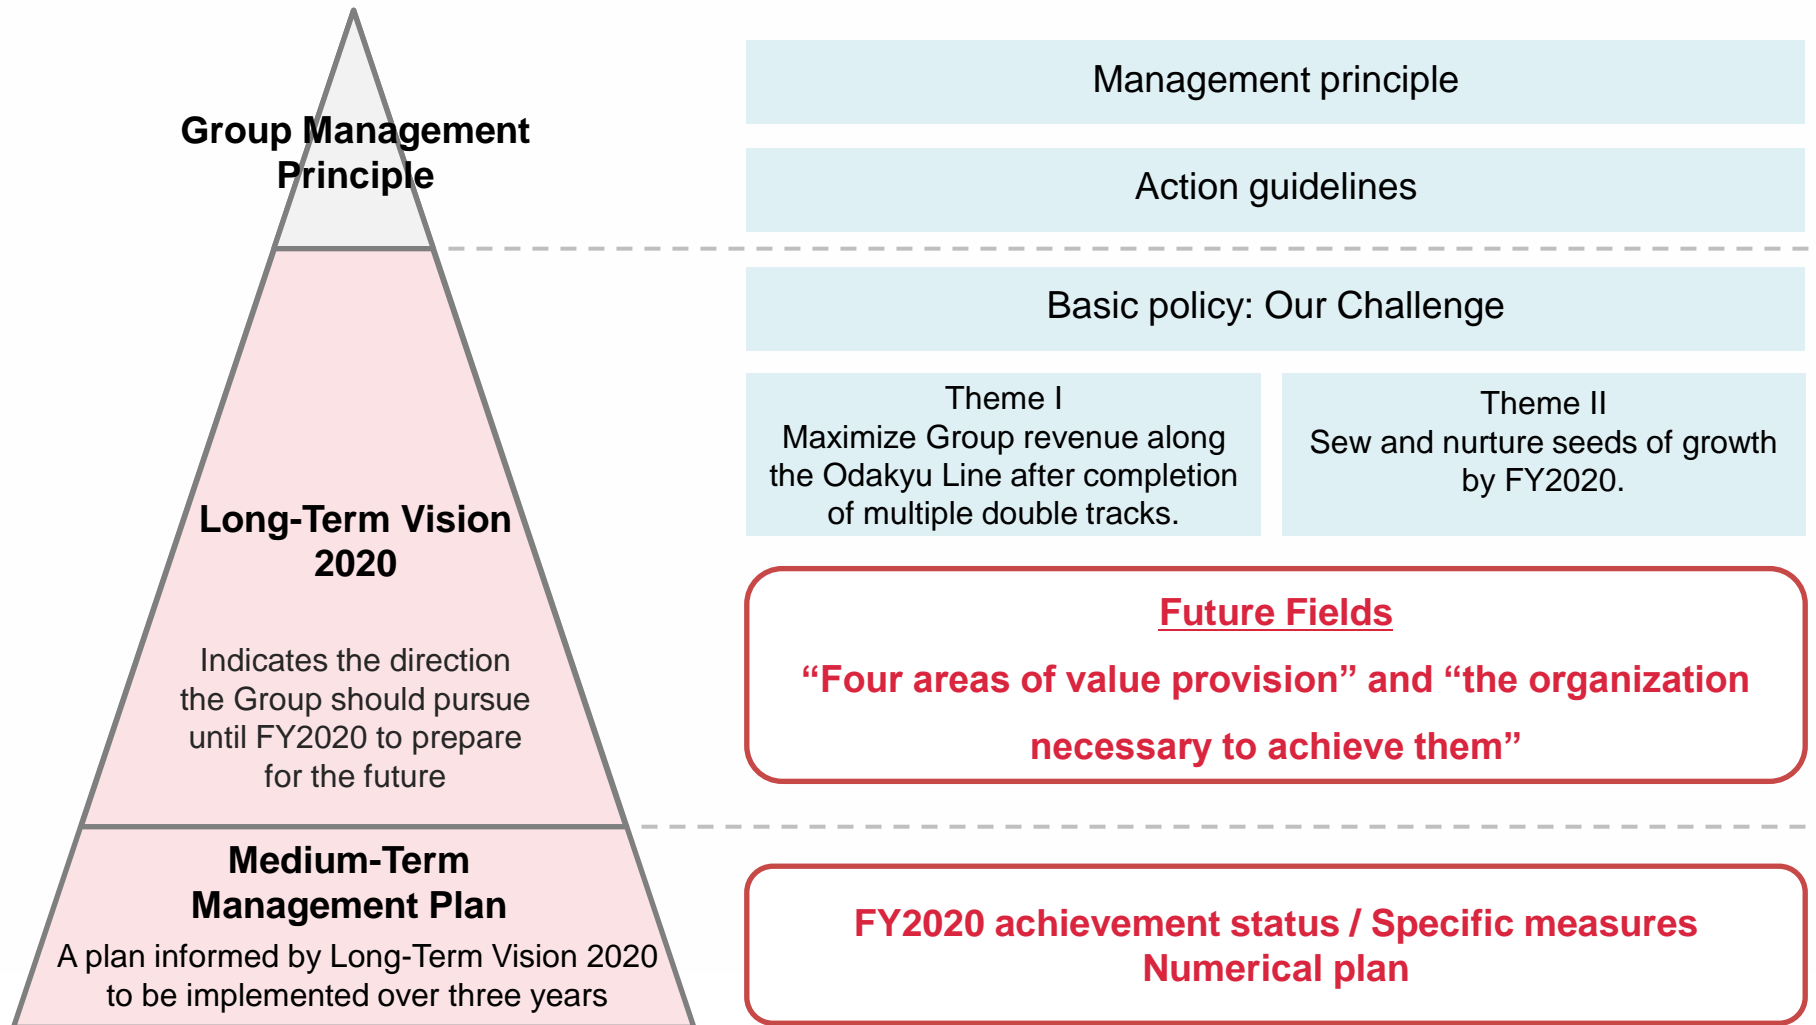 Group Management
Principle
Management principle
Action guidelines
Long-Term Vision
2020
Indicates the direction
the Group should pursue
until FY2020 to prepare
for the future
Basic policy: Our Challenge
Theme I
Maximize Group revenue along
the Odakyu Line after completion
of multiple double tracks.
Theme II
Sew and nurture seeds of growth
by FY2020.
Future Fields
“Four areas of value provision” and “the organization
necessary to achieve them”
Medium-Term
Management Plan
A plan informed by Long-Term Vision 2020
to be implemented over three years
FY2020 achievement status / Specific measures
Numerical plan